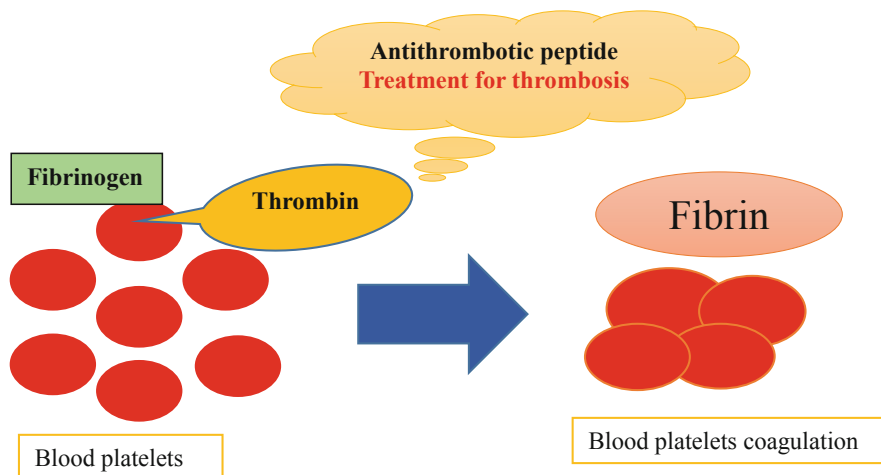 Antithrombotic peptide
Treatment for thrombosis
Fibrinogen
Thrombin
Fibrin
Blood platelets
Blood platelets coagulation